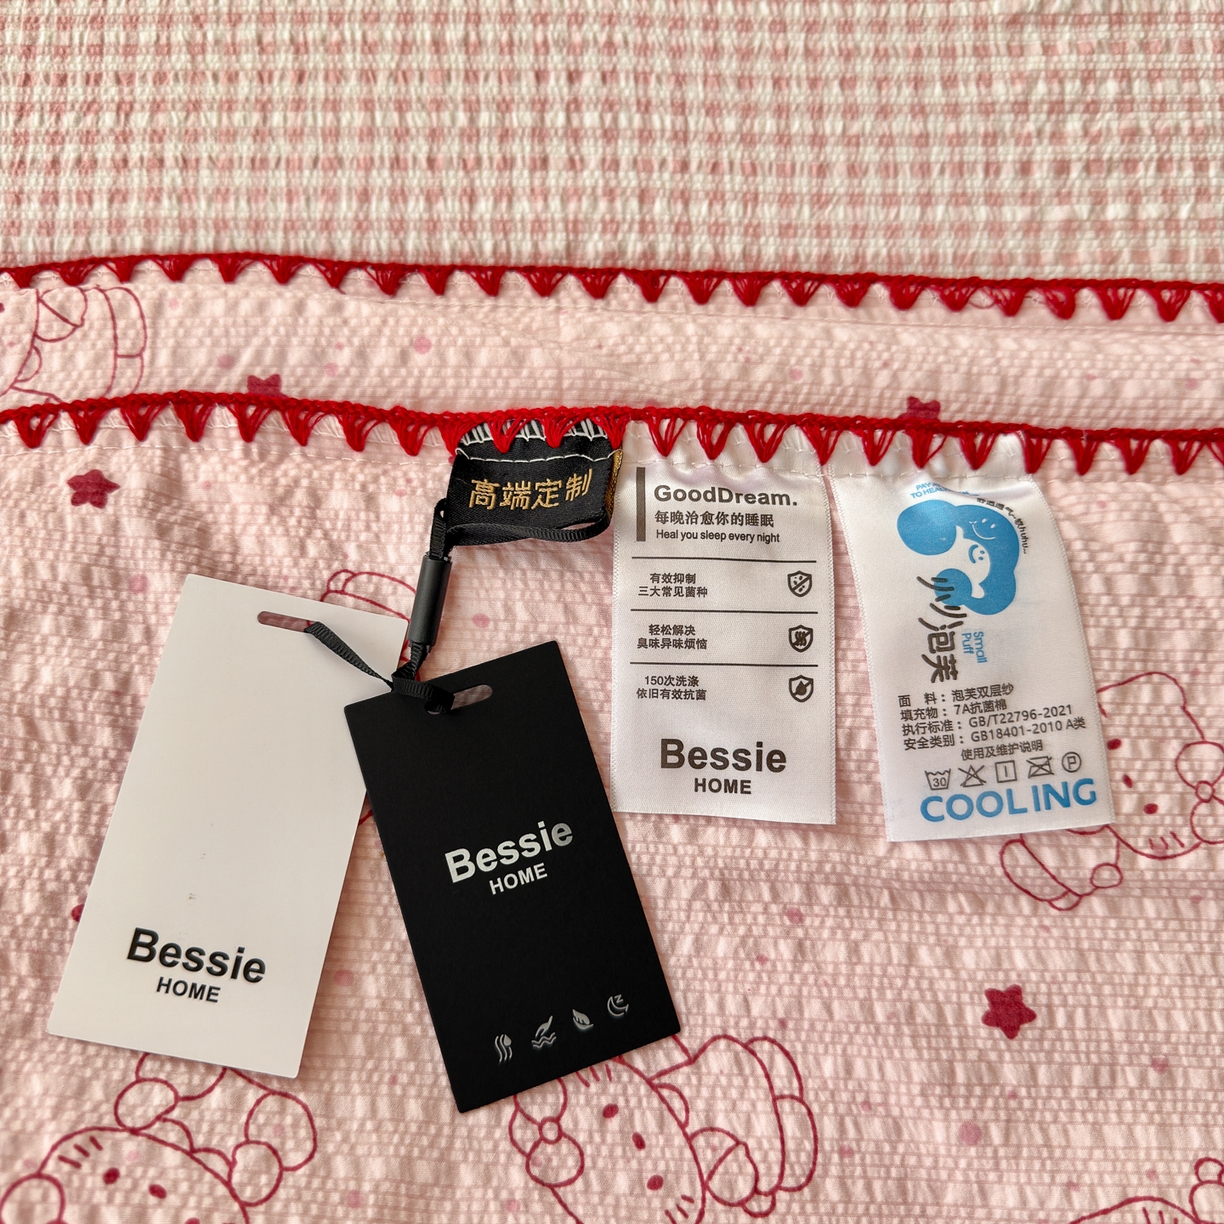 高端定制
GoodDream.
每晚治愈你的睡眠
Heal you sleep every night
有效抑制
三大常见菌种
轻松解决
臭味异味烦恼
150次洗涤
依旧有效抗菌
Bessie
HOME
TO HEAL
小小泡芙
Small
Puff
面 料：泡芙双层纱
填充物：7A抗菌棉
执行标准：GB/T22796-2021
安全类别：GB18401-2010 A类
使用及维护说明
30
P
COOLING
Bessie
HOME
Bessie
HOME